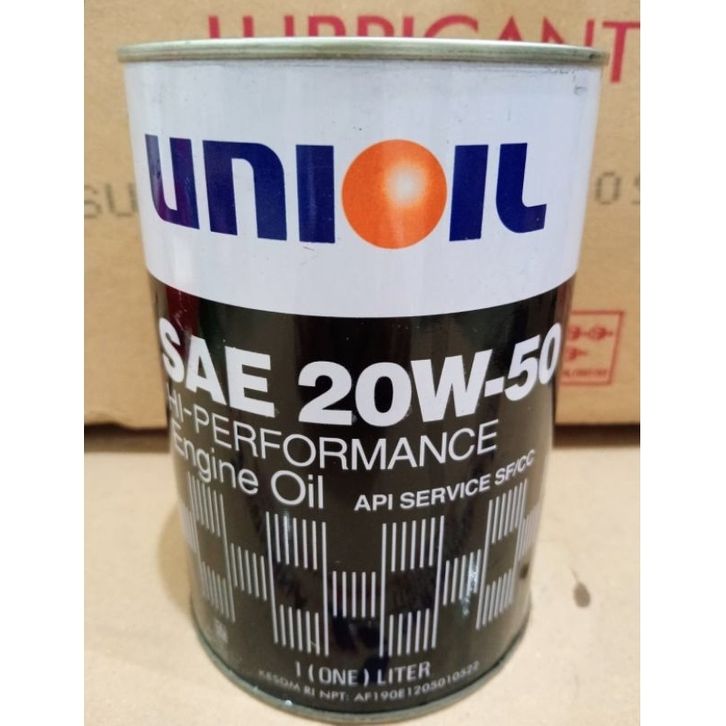 LUBRICANT
UNIOIL
SAE 20W-50
HI-PERFORMANCE
Engine Oil
API SERVICE SF/CC
1 (ONE) LITER
KESDM RI NPT: AF190E1205010522